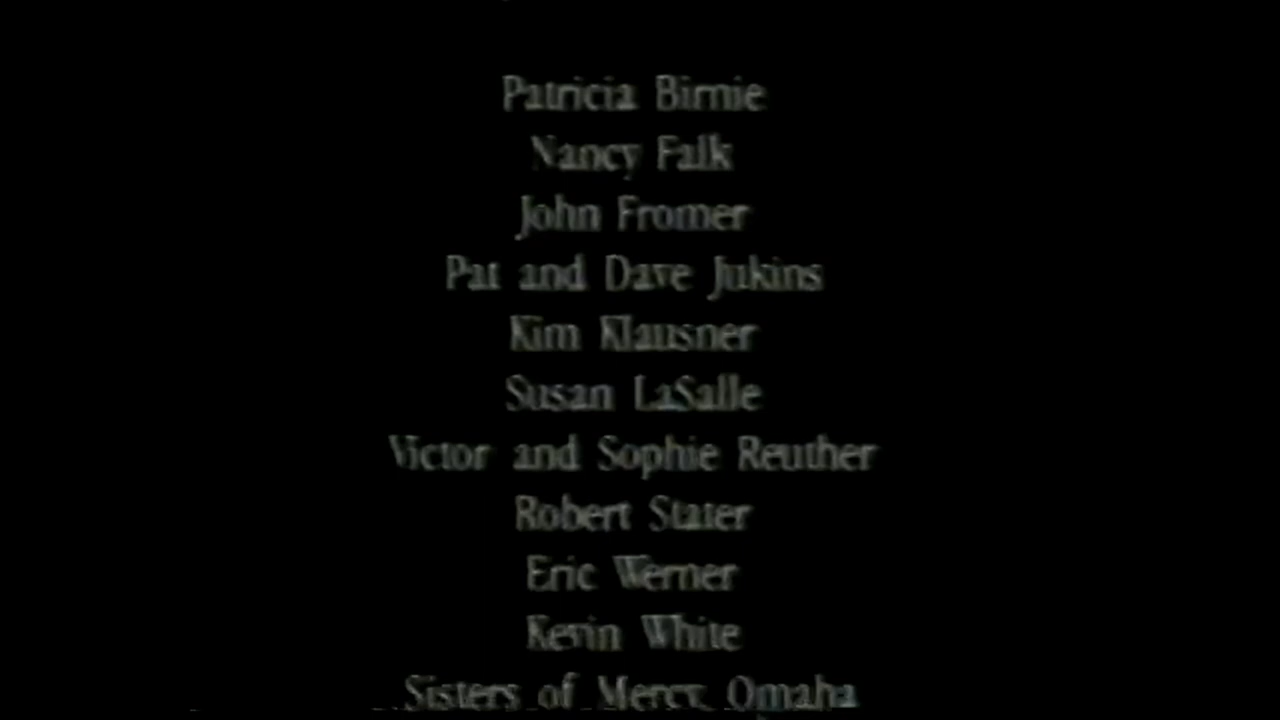 Patricia Birnie
Nancy Falk
John Fromer
Pat and Dave Jukins
Kim Klausner
Susan LaSalle
Victor and Sophie Reuther
Robert Stater
Eric Werner
Kevin White
Sisters of Mercy, Omaha